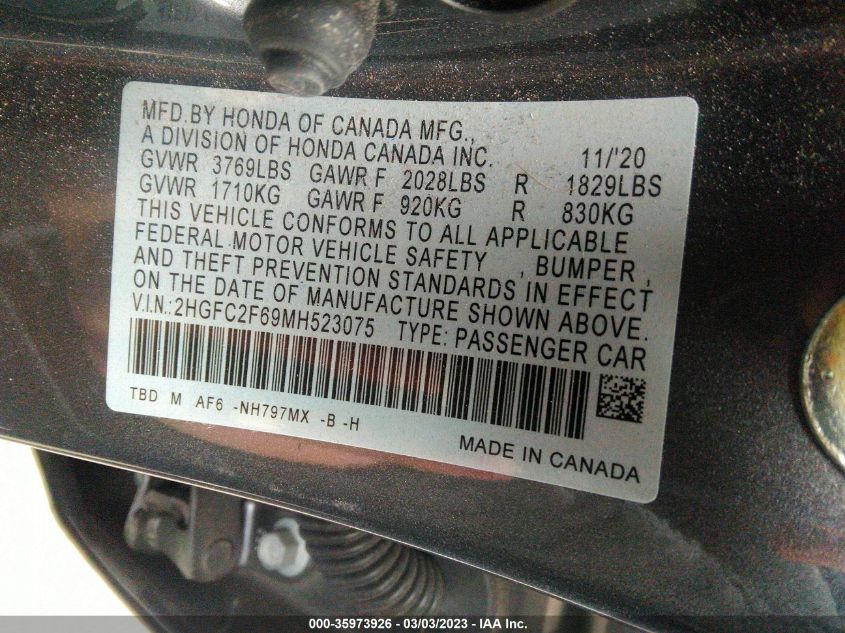 MFD.BY HONDA OF CANADA MFG.,
A DIVISION OF HONDA CANADA INC. 11/'20
GVWR 3769LBS GAWR F 2028LBS R 1829LBS
GVWR 1710KG GAWR F 920KG R 830KG
THIS VEHICLE CONFORMS TO ALL APPLICABLE
FEDERAL MOTOR VEHICLE SAFETY , BUMPER ,
AND THEFT PREVENTION STANDARDS IN EFFECT
ON THE DATE OF MANUFACTURE SHOWN ABOVE.
V.I.N.:2HGFC2F69MH523075 TYPE: PASSENGER CAR
TBD M AF6 -NH797MX -B -H
MADE IN CANADA
000-35973926 - 03/03/2023 - IAA Inc.